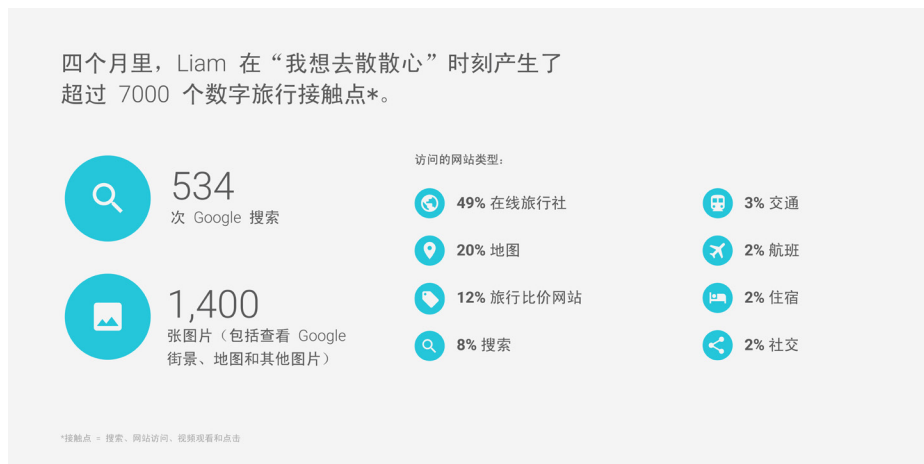 四个月里，Liam 在“我想去散散心”时刻产生了
超过 7000 个数字旅行接触点*。
534
次 Google 搜索
1,400
张图片（包括查看 Google
街景、地图和其他图片）
访问的网站类型：
49% 在线旅行社
20% 地图
12% 旅行比价网站
8% 搜索
3% 交通
2% 航班
2% 住宿
2% 社交
*接触点 = 搜索、网站访问、视频观看和点击